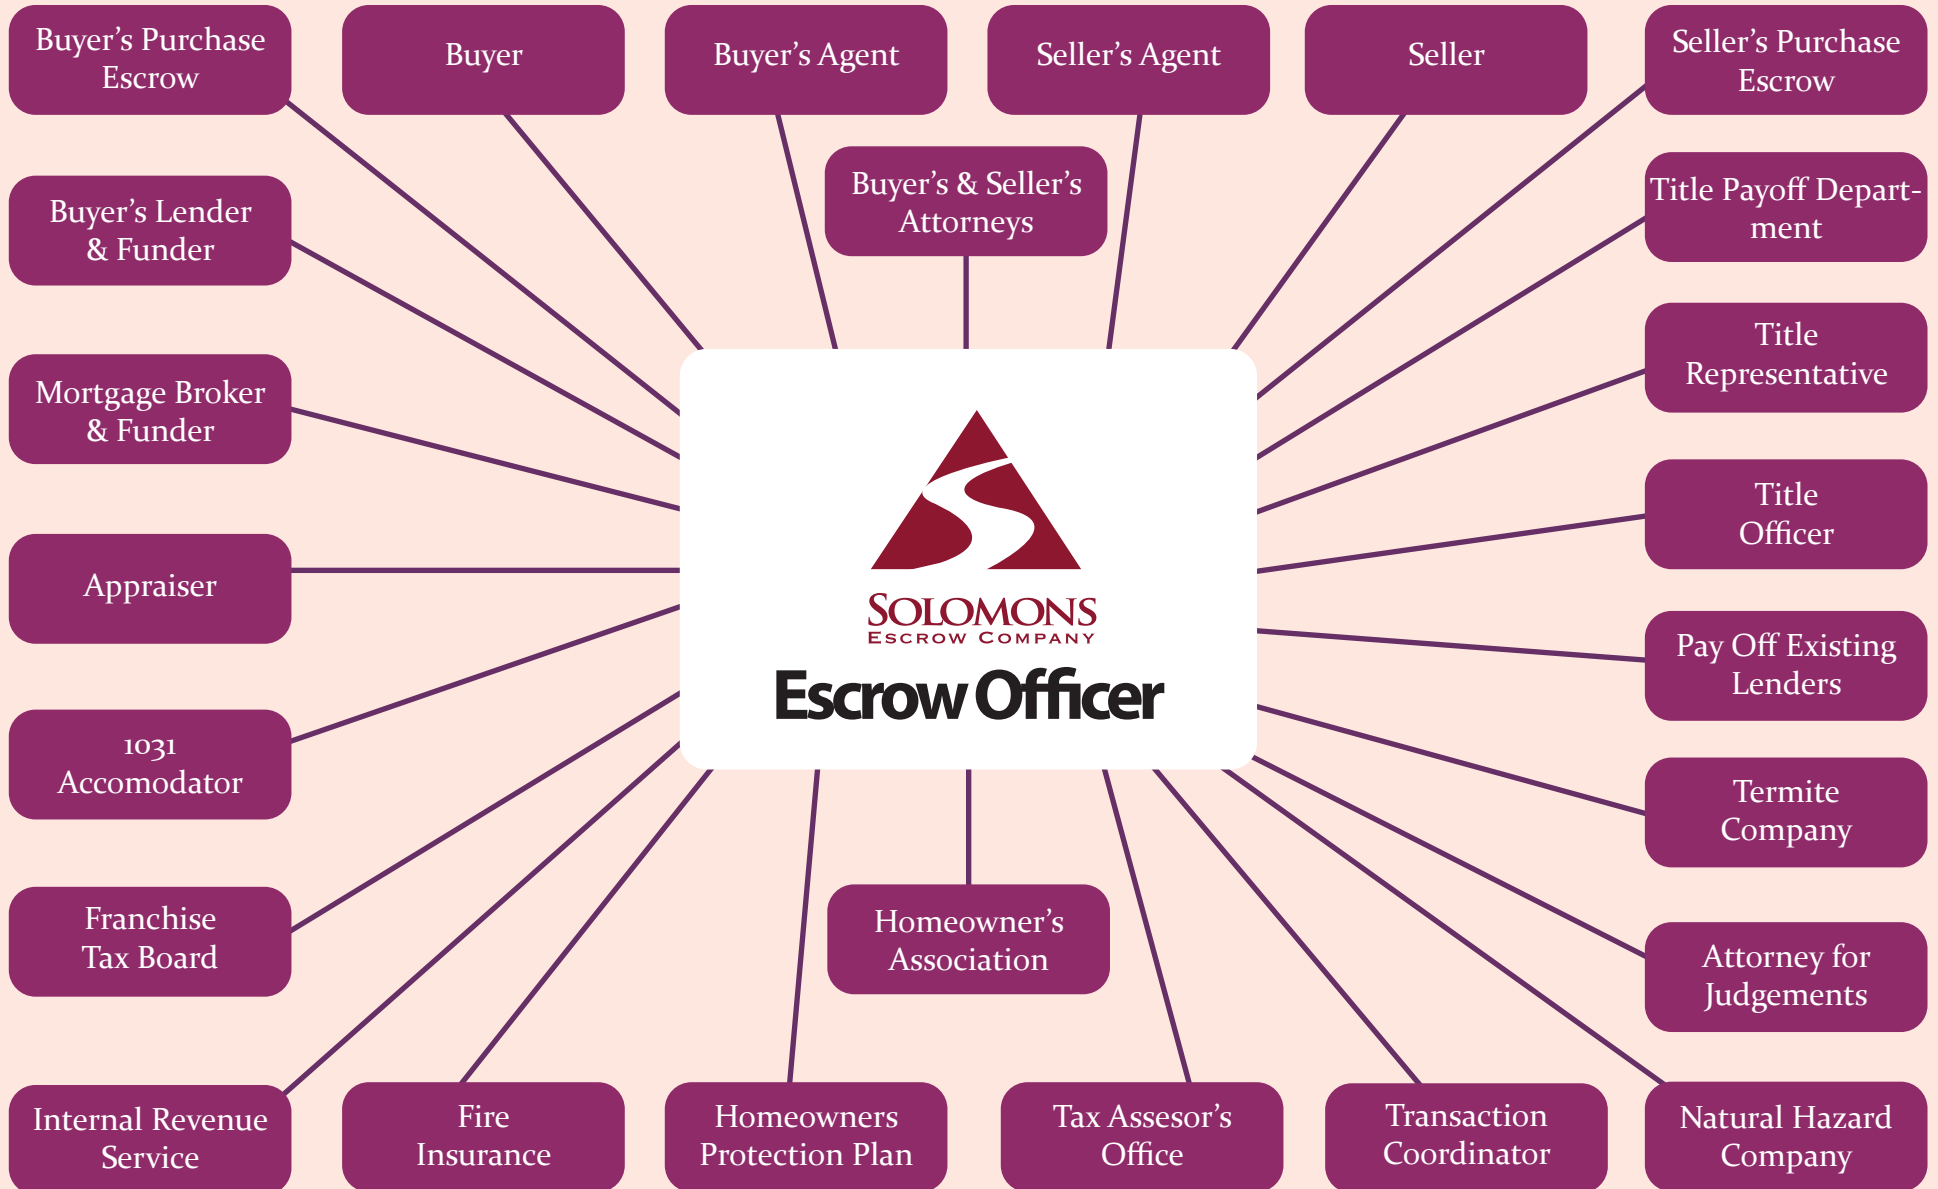 Buyer’s Purchase
Escrow
Buyer
Buyer’s Agent
Seller’s Agent
Seller
Seller’s Purchase
Escrow
Buyer’s & Seller’s
Attorneys
Title Payoff Depart-
ment
Buyer’s Lender
& Funder
Title
Representative
Mortgage Broker
& Funder
Title
Officer
Appraiser
SOLOMONS
ESCROW COMPANY
Escrow Officer
Pay Off Existing
Lenders
1031
Accomodator
Termite
Company
Franchise
Tax Board
Homeowner’s
Association
Attorney for
Judgements
Internal Revenue
Service
Fire
Insurance
Homeowners
Protection Plan
Tax Assesor’s
Office
Transaction
Coordinator
Natural Hazard
Company